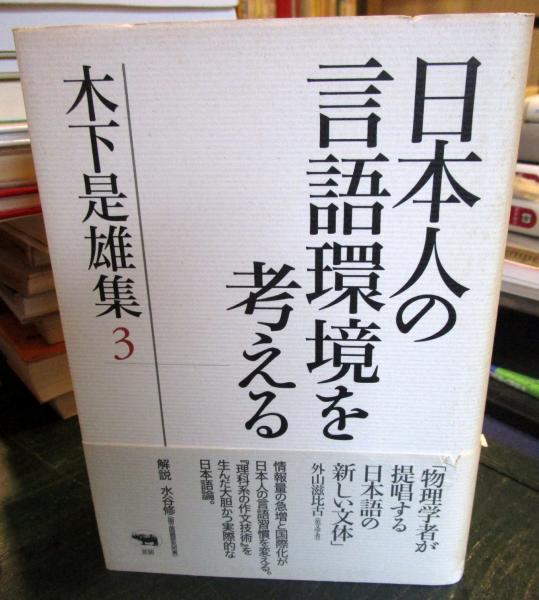 日本人の
言語環境を
考える
木下是雄集3
「物理学者が
提唱する
日本語の
新しい文体」
外山滋比古
情報量の急増と国際化が
日本人の言語習慣を変える。
『理科系の作文技術』を
生んだ大胆かつ実際的な
日本語論。
解説 水谷修
晶文社